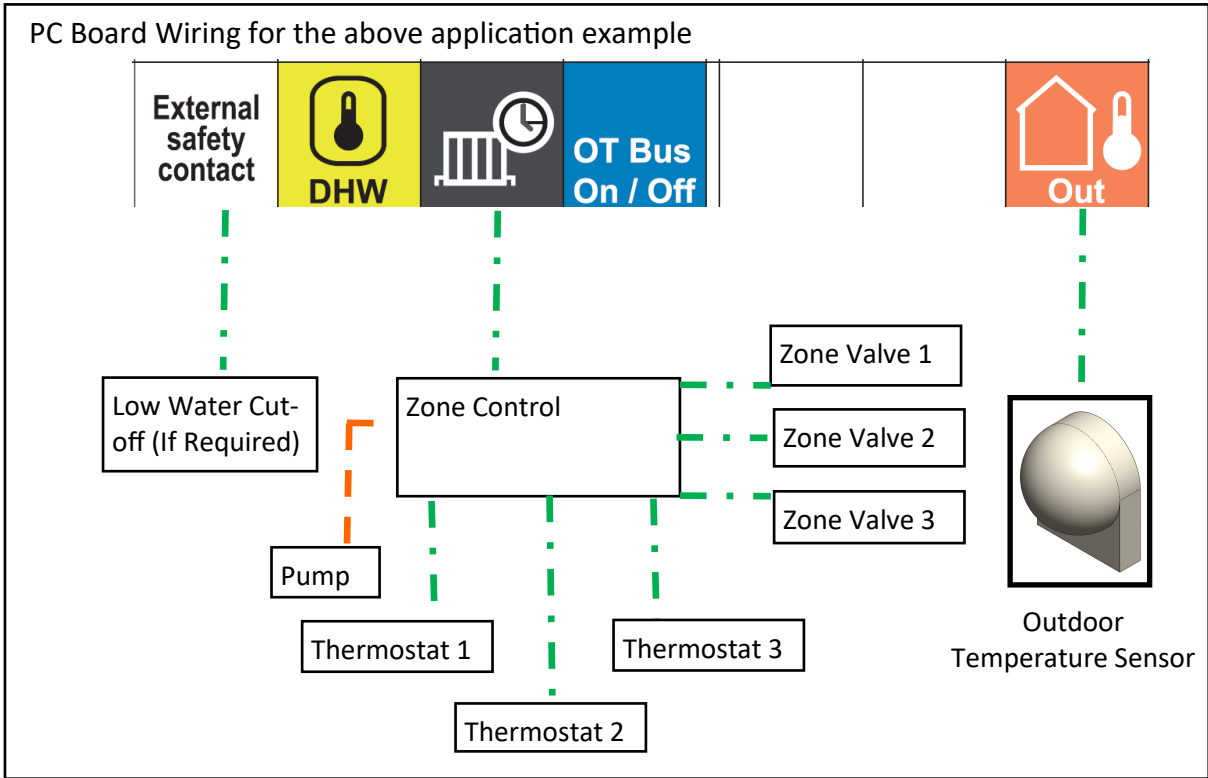 PC Board Wiring for the above application example
External
safety
contact
DHW
OT Bus
On / Off
Out
Zone Valve 1
Low Water Cut-
off (If Required)
Zone Control
Zone Valve 2
Zone Valve 3
Pump
Thermostat 1
Thermostat 3
Thermostat 2
Outdoor
Temperature Sensor